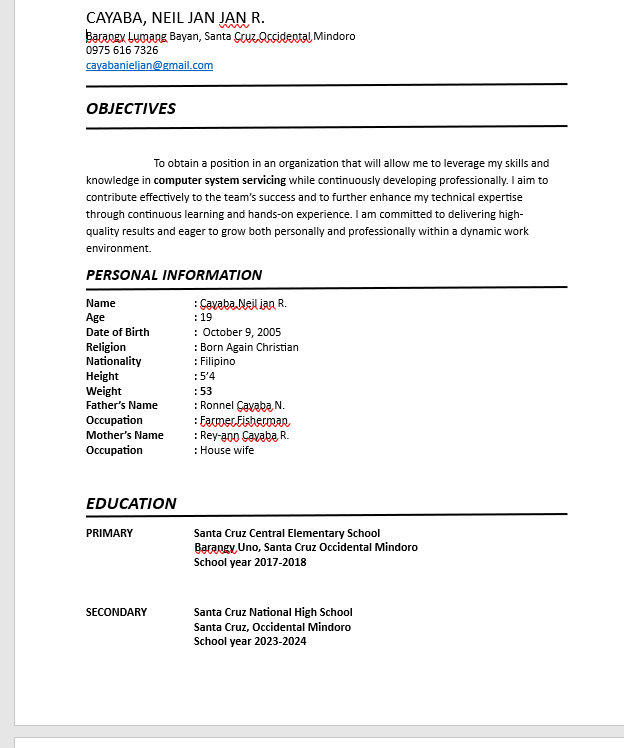 CAYABA, NEIL JAN JAN R.
Barangy Lumang Bayan, Santa Cruz,Occidental Mindoro
0975 616 7326
cayabanieljan@gmail.com
OBJECTIVES
To obtain a position in an organization that will allow me to leverage my skills and
knowledge in computer system servicing while continuously developing professionally. I aim to
contribute effectively to the team's success and to further enhance my technical expertise
through continuous learning and hands-on experience. I am committed to delivering high-
quality results and eager to grow both personally and professionally within a dynamic work
environment.
PERSONAL INFORMATION
Name : Cayaba,Neil jan R.
Age : 19
Date of Birth : October 9, 2005
Religion : Born Again Christian
Nationality : Filipino
Height : 5'4
Weight : 53
Father's Name : Ronnel Cayaba,N.
Occupation : Farmer,Fisherman,
Mother's Name : Rey-ann Cayaba,R.
Occupation : House wife
EDUCATION
PRIMARY Santa Cruz Central Elementary School
Barangy Uno, Santa Cruz Occidental Mindoro
School year 2017-2018
SECONDARY Santa Cruz National High School
Santa Cruz, Occidental Mindoro
School year 2023-2024